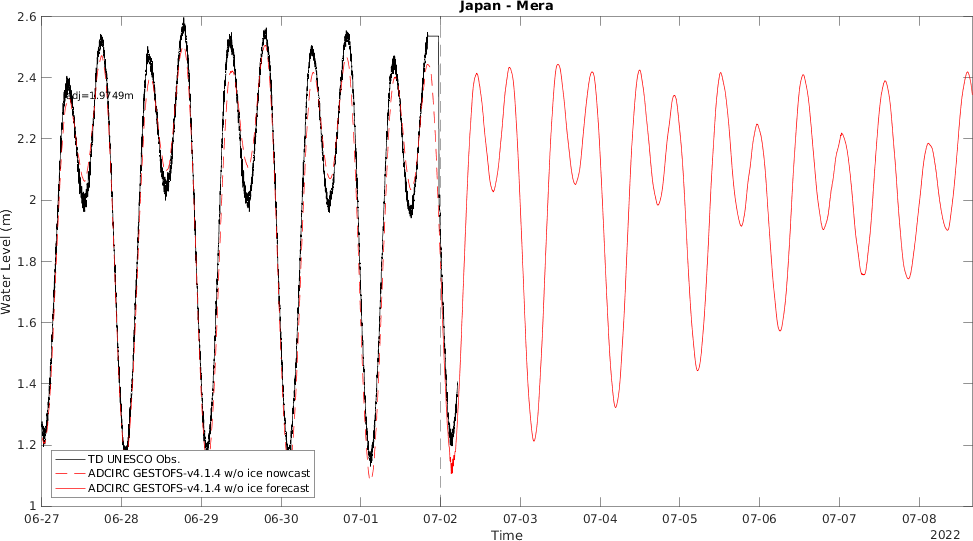 Japan - Mera
2.6
2.4
2.2
2
1.8
1.6
1.4
1.2
1
Water Level (m)
adj=1.9749m
TD UNESCO Obs.
ADCIRC GESTOFS-v4.1.4 w/o ice nowcast
ADCIRC GESTOFS-v4.1.4 w/o ice forecast
06-27 06-28 06-29 06-30 07-01 07-02 07-03 07-04 07-05 07-06 07-07 07-08
Time
2022